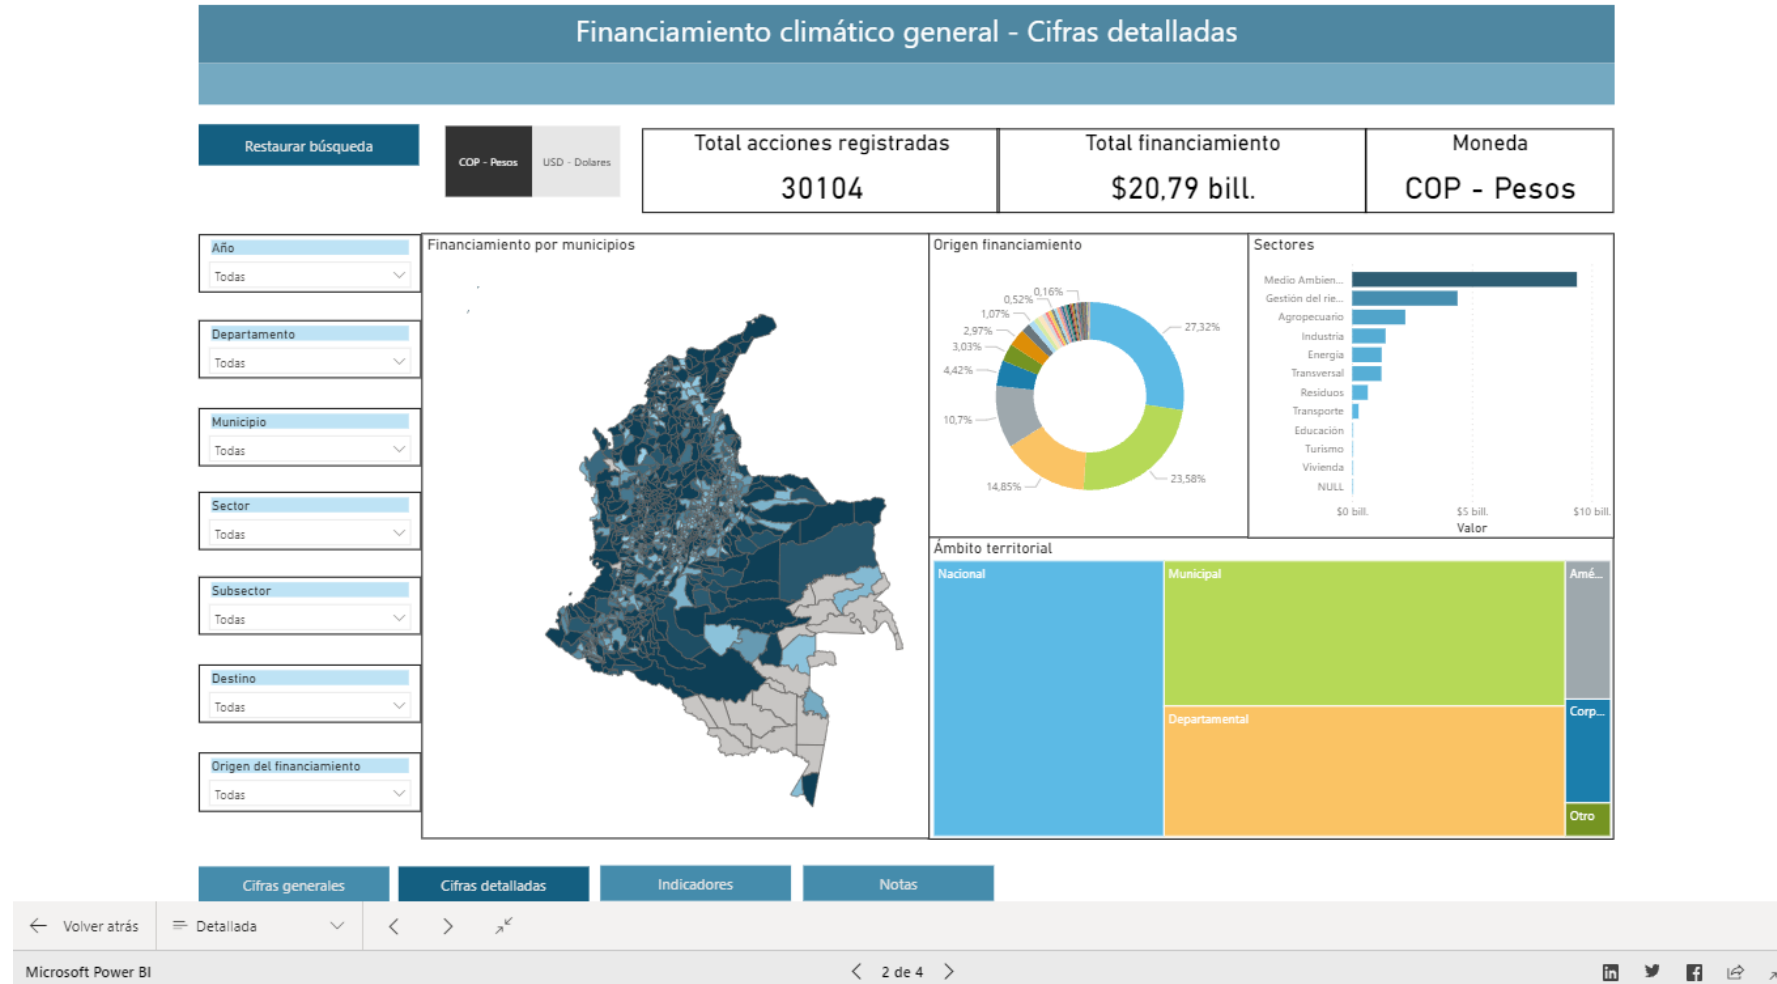 Financiamiento climático general - Cifras detalladas
Restaurar búsqueda
COP - Pesos
USD - Dolares
Total acciones registradas
30104
Total financiamiento
$20,79 bill.
Moneda
COP - Pesos
Año
Todas
Departamento
Todas
Municipio
Todas
Sector
Todas
Subsector
Todas
Destino
Todas
Origen del financiamiento
Todas
Financiamiento por municipios
Origen financiamiento
0,16%
0,52%
1,07%
2,97%
3,03%
4,42%
10,7%
14,85%
23,58%
27,32%
Sectores
Medio Ambien...
Gestión del rie...
Agropecuario
Industria
Energía
Transversal
Residuos
Transporte
Educación
Turismo
Vivienda
NULL
$0 bill.
$5 bill.
$10 bill.
Valor
Ámbito territorial
Nacional
Municipal
Departamental
Amé...
Corp...
Otro
Cifras generales
Cifras detalladas
Indicadores
Notas
Volver atrás
Detallada
Microsoft Power BI
2 de 4